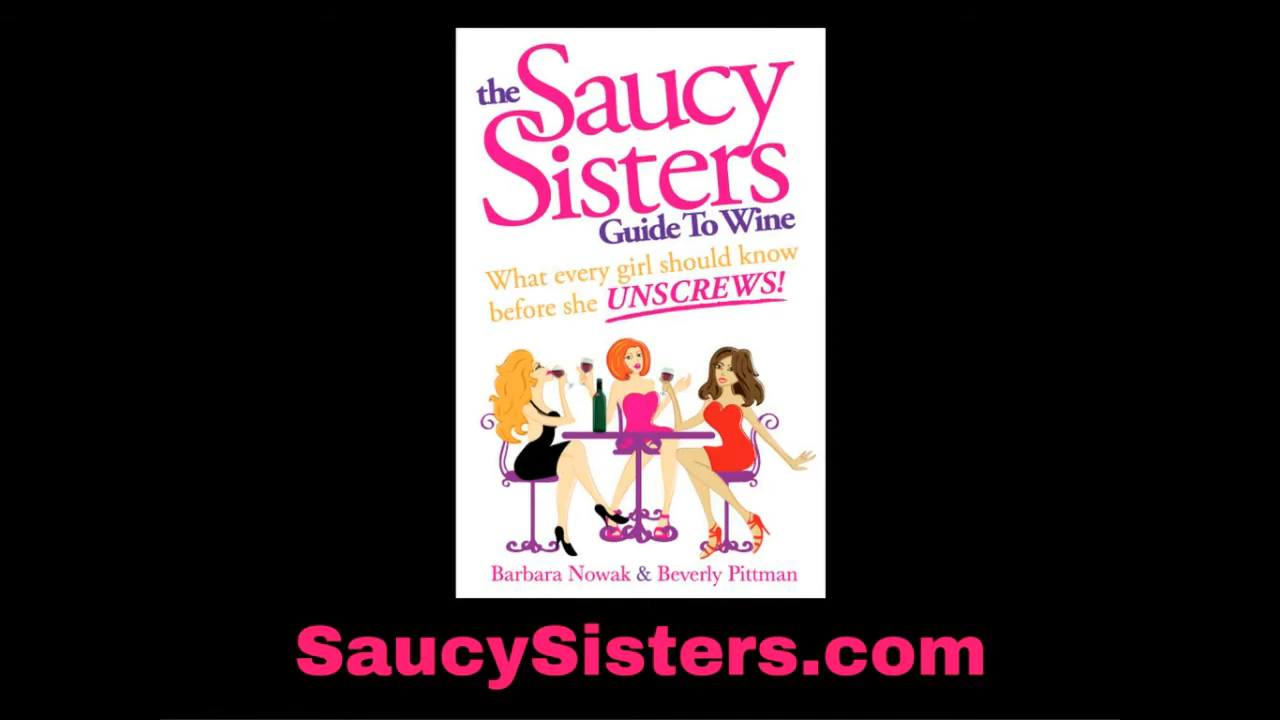 the Saucy
Sisters
Guide To Wine
What every girl should know
before she UNSCREWS!
Barbara Nowak & Beverly Pittman
SaucySisters.com